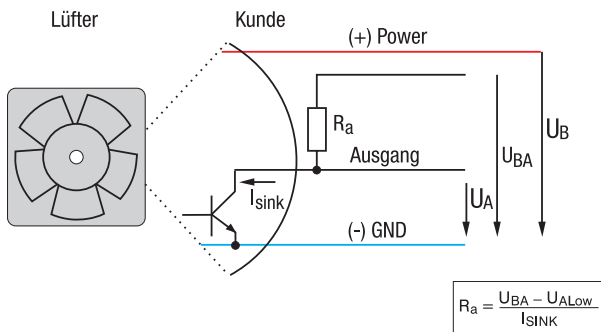 Lüfter
Kunde
(+) Power
Ra
UB
UBA
Ausgang
Isink
UA
(-) GND
Ra = UBA – UALow
ISINK